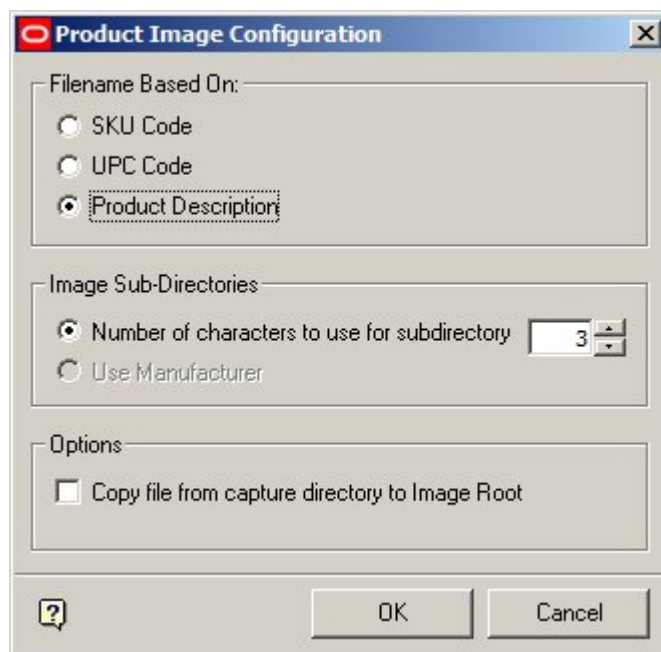 Product Image Configuration
Filename Based On:
SKU Code
UPC Code
Product Description
Image Sub-Directories
Number of characters to use for subdirectory 3
Use Manufacturer
Options
Copy file from capture directory to Image Root
? OK Cancel